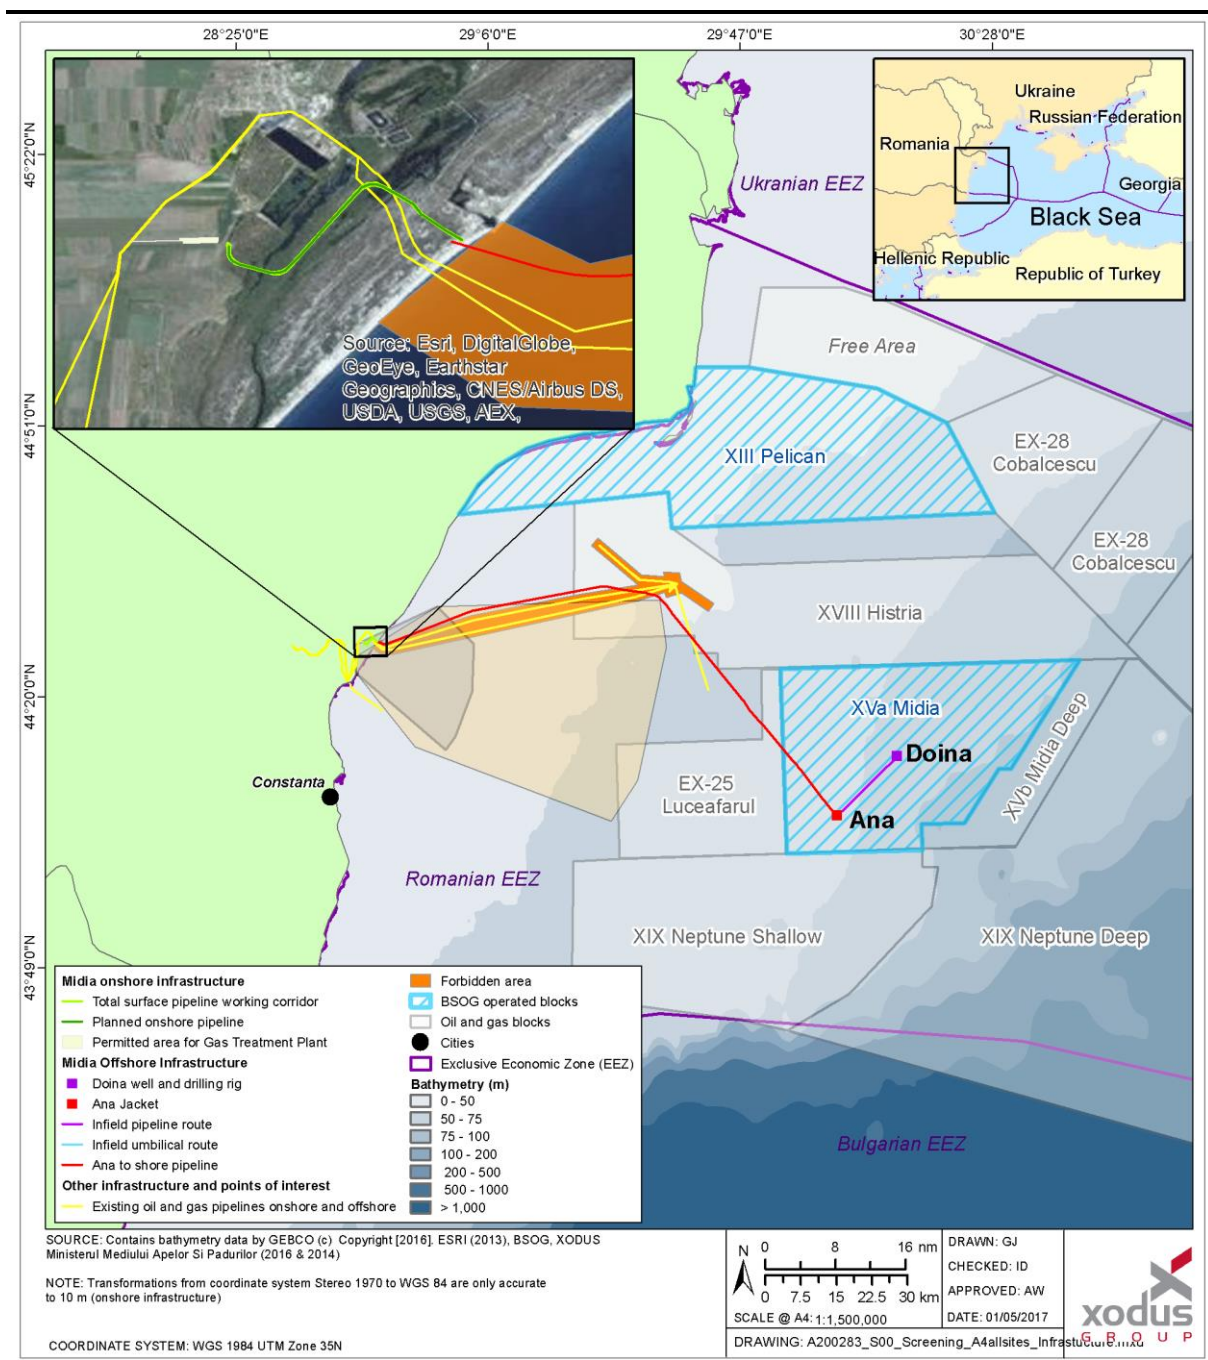 28°25'0"E
29°6'0"E
29°47'0"E
30°28'0"E
45°22'0"N
44°51'0"N
44°20'0"N
43°49'0"N
Source: Esri, DigitalGlobe,
GeoEye, Earthstar
Geographics, CNES/Airbus DS,
USDA, USGS, AEX,
Ukraine
Russian Federation
Romania
Georgia
Black Sea
Hellenic Republic
Republic of Turkey
Ukranian EEZ
Free Area
XIII Pelican
EX-28
Cobalcescu
EX-28
Cobalcescu
XVIII Histria
XVa Midia
Doina
XVb Midia Deep
EX-25
Luceafarul
Ana
Constanta
Romanian EEZ
XIX Neptune Shallow
XIX Neptune Deep
Bulgarian EEZ
Midia onshore infrastructure
Total surface pipeline working corridor
Planned onshore pipeline
Permitted area for Gas Treatment Plant
Midia Offshore Infrastructure
Doina well and drilling rig
Ana Jacket
Infield pipeline route
Infield umbilical route
Ana to shore pipeline
Other infrastructure and points of interest
Existing oil and gas pipelines onshore and offshore
Forbidden area
BSOG operated blocks
Oil and gas blocks
Cities
Exclusive Economic Zone (EEZ)
Bathymetry (m)
0 - 50
50 - 75
75 - 100
100 - 200
200 - 500
500 - 1000
> 1,000
SOURCE: Contains bathymetry data by GEBCO (c) Copyright [2016]. ESRI (2013), BSOG, XODUS
Ministerul Mediului Apelor Si Padurilor (2016 & 2014)
NOTE: Transformations from coordinate system Stereo 1970 to WGS 84 are only accurate
to 10 m (onshore infrastructure)
COORDINATE SYSTEM: WGS 1984 UTM Zone 35N
N
0 8 16 nm
0 7.5 15 22.5 30 km
SCALE @ A4: 1:1,500,000
DRAWN: GJ
CHECKED: ID
APPROVED: AW
DATE: 01/05/2017
DRAWING: A200283_S00_Screening_A4allsites_Infrastucture.mxd
xodus
GROUP